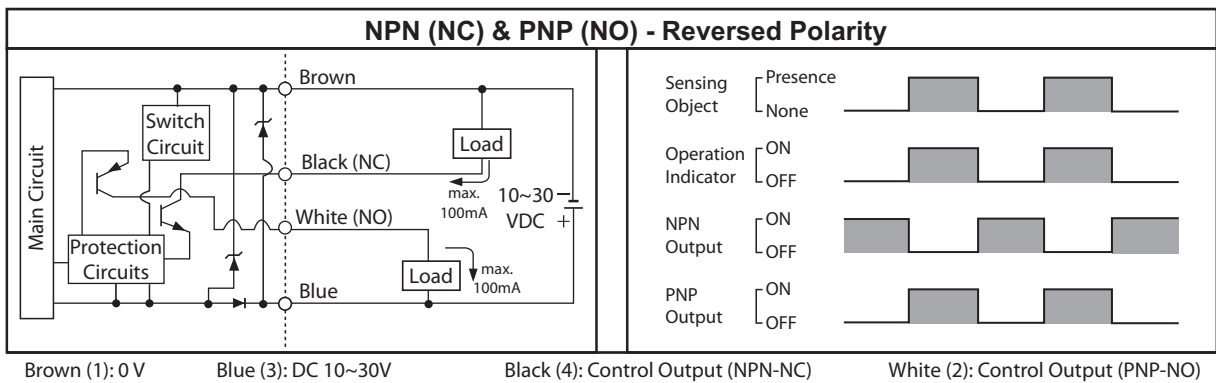 NPN (NC) & PNP (NO) - Reversed Polarity
Main Circuit
Switch
Circuit
Protection
Circuits
Brown
Black (NC)
White (NO)
Blue
Load
max.
100mA
10~30
VDC
−
+
Load
max.
100mA
Sensing
Object
Presence
None
Operation
Indicator
ON
OFF
NPN
Output
ON
OFF
PNP
Output
ON
OFF
Brown (1): 0 V
Blue (3): DC 10~30V
Black (4): Control Output (NPN-NC)
White (2): Control Output (PNP-NO)